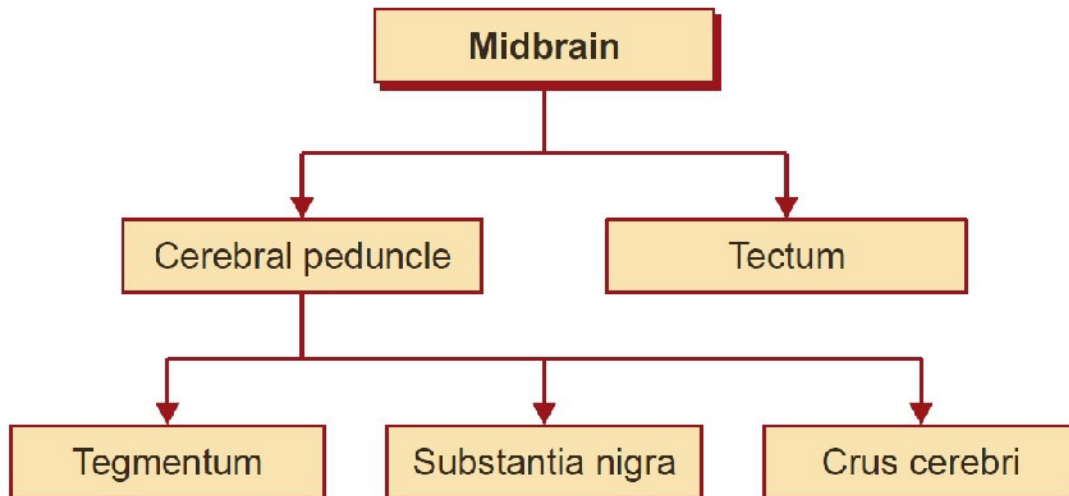 Midbrain
Cerebral peduncle
Tectum
Tegmentum
Substantia nigra
Crus cerebri